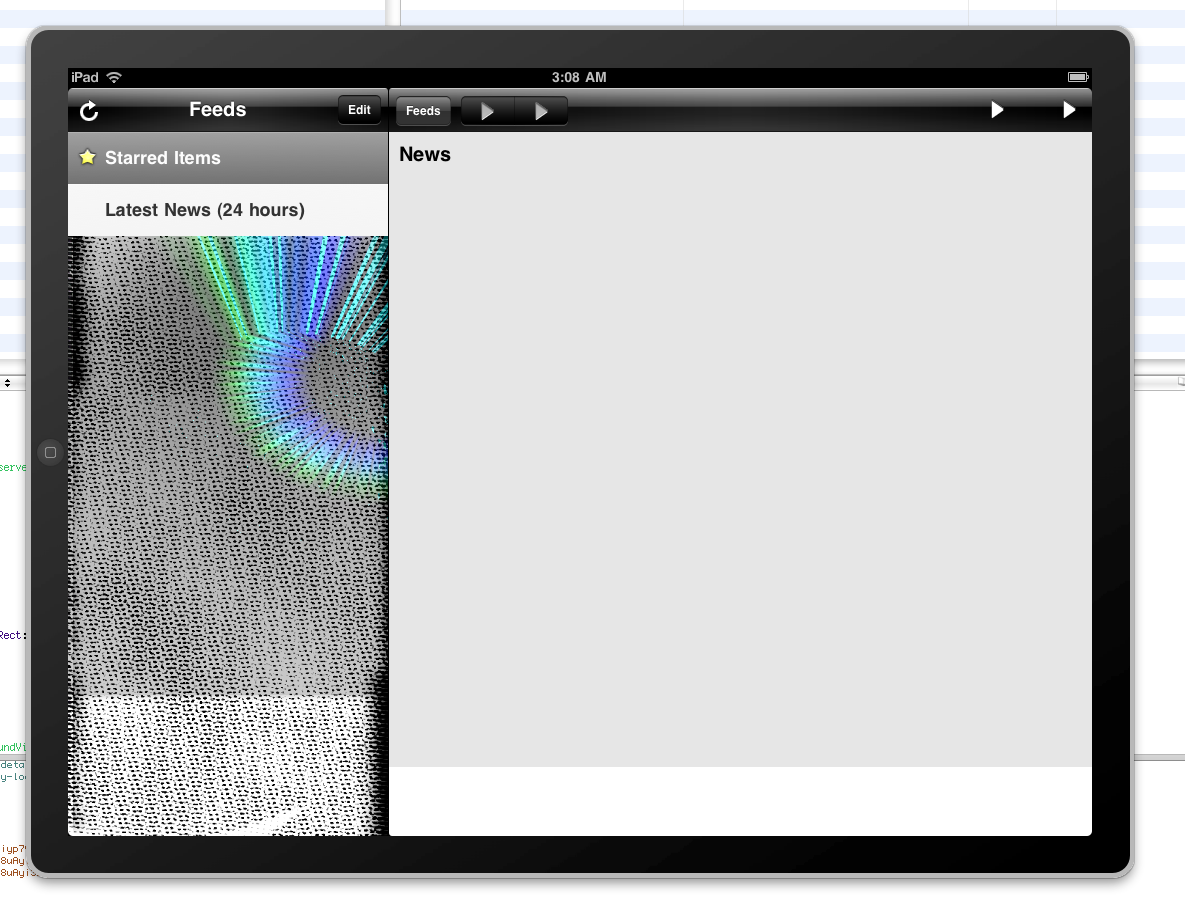 iPad
3:08 AM
Feeds
Edit
Feeds
Starred Items
News
Latest News (24 hours)
serve
Rect:
undVi
deta
y-lo
iyp7
8uAy
8uAyi